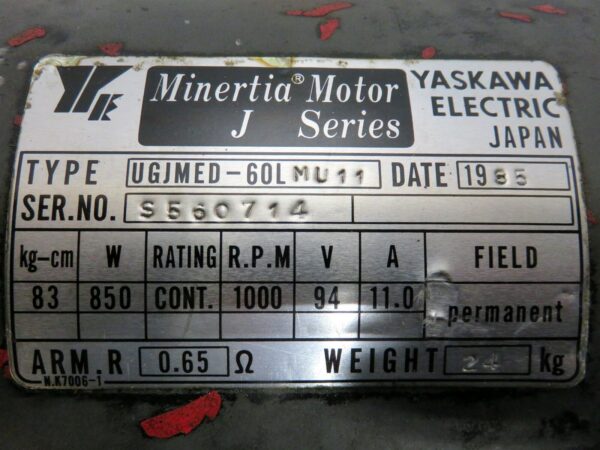 Minertia® Motor
J Series
YASKAWA
ELECTRIC
JAPAN
TYPE UGJMED-60LMU11 DATE 1985
SER.NO. S560714
kg-cm W RATING R.P.M V A FIELD
83 850 CONT. 1000 94 11.0 permanent
ARM.R 0.65 Ω WEIGHT 24 kg
N.K7006-1